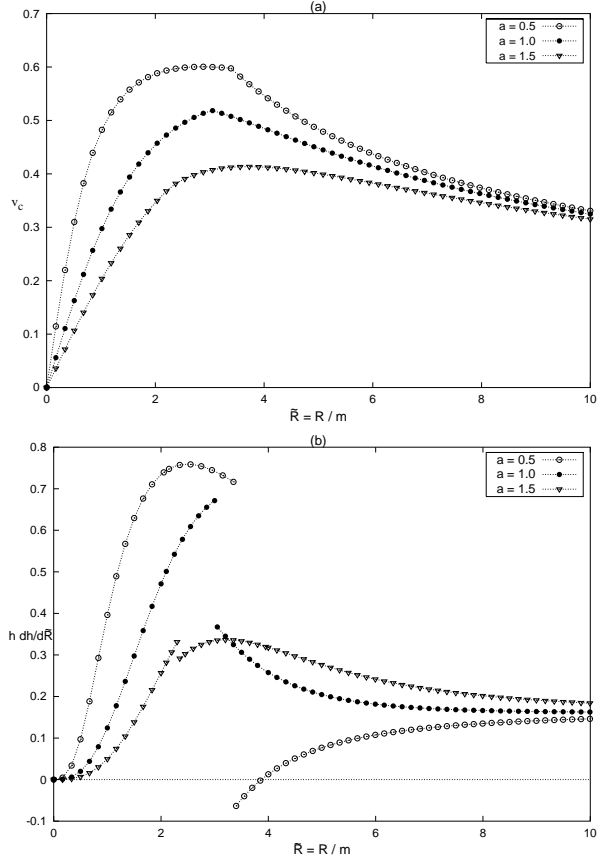 (a)
0.7
0.6
0.5
0.4
0.3
0.2
0.1
0
v_c
a = 0.5
a = 1.0
a = 1.5
0 2 4 6 8 10
R̃ = R / m
(b)
0.8
0.7
0.6
0.5
0.4
0.3
0.2
0.1
0
-0.1
h dh/dR̃
a = 0.5
a = 1.0
a = 1.5
0 2 4 6 8 10
R̃ = R / m